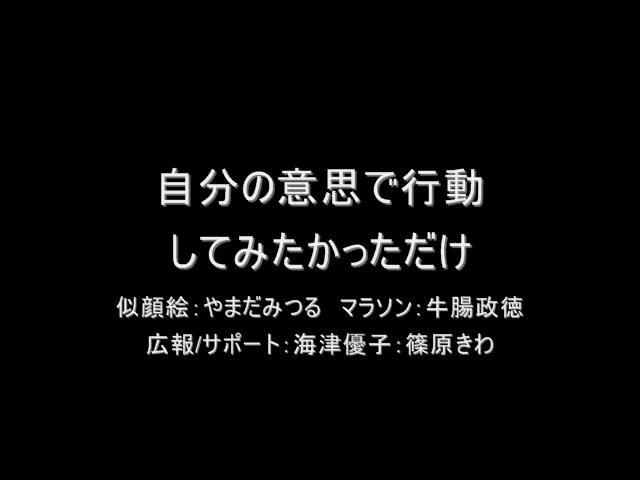 自分の意思で行動
してみたかっただけ
似顔絵：やまだみつる　マラソン：牛腸政徳
広報/サポート：海津優子：篠原きわ